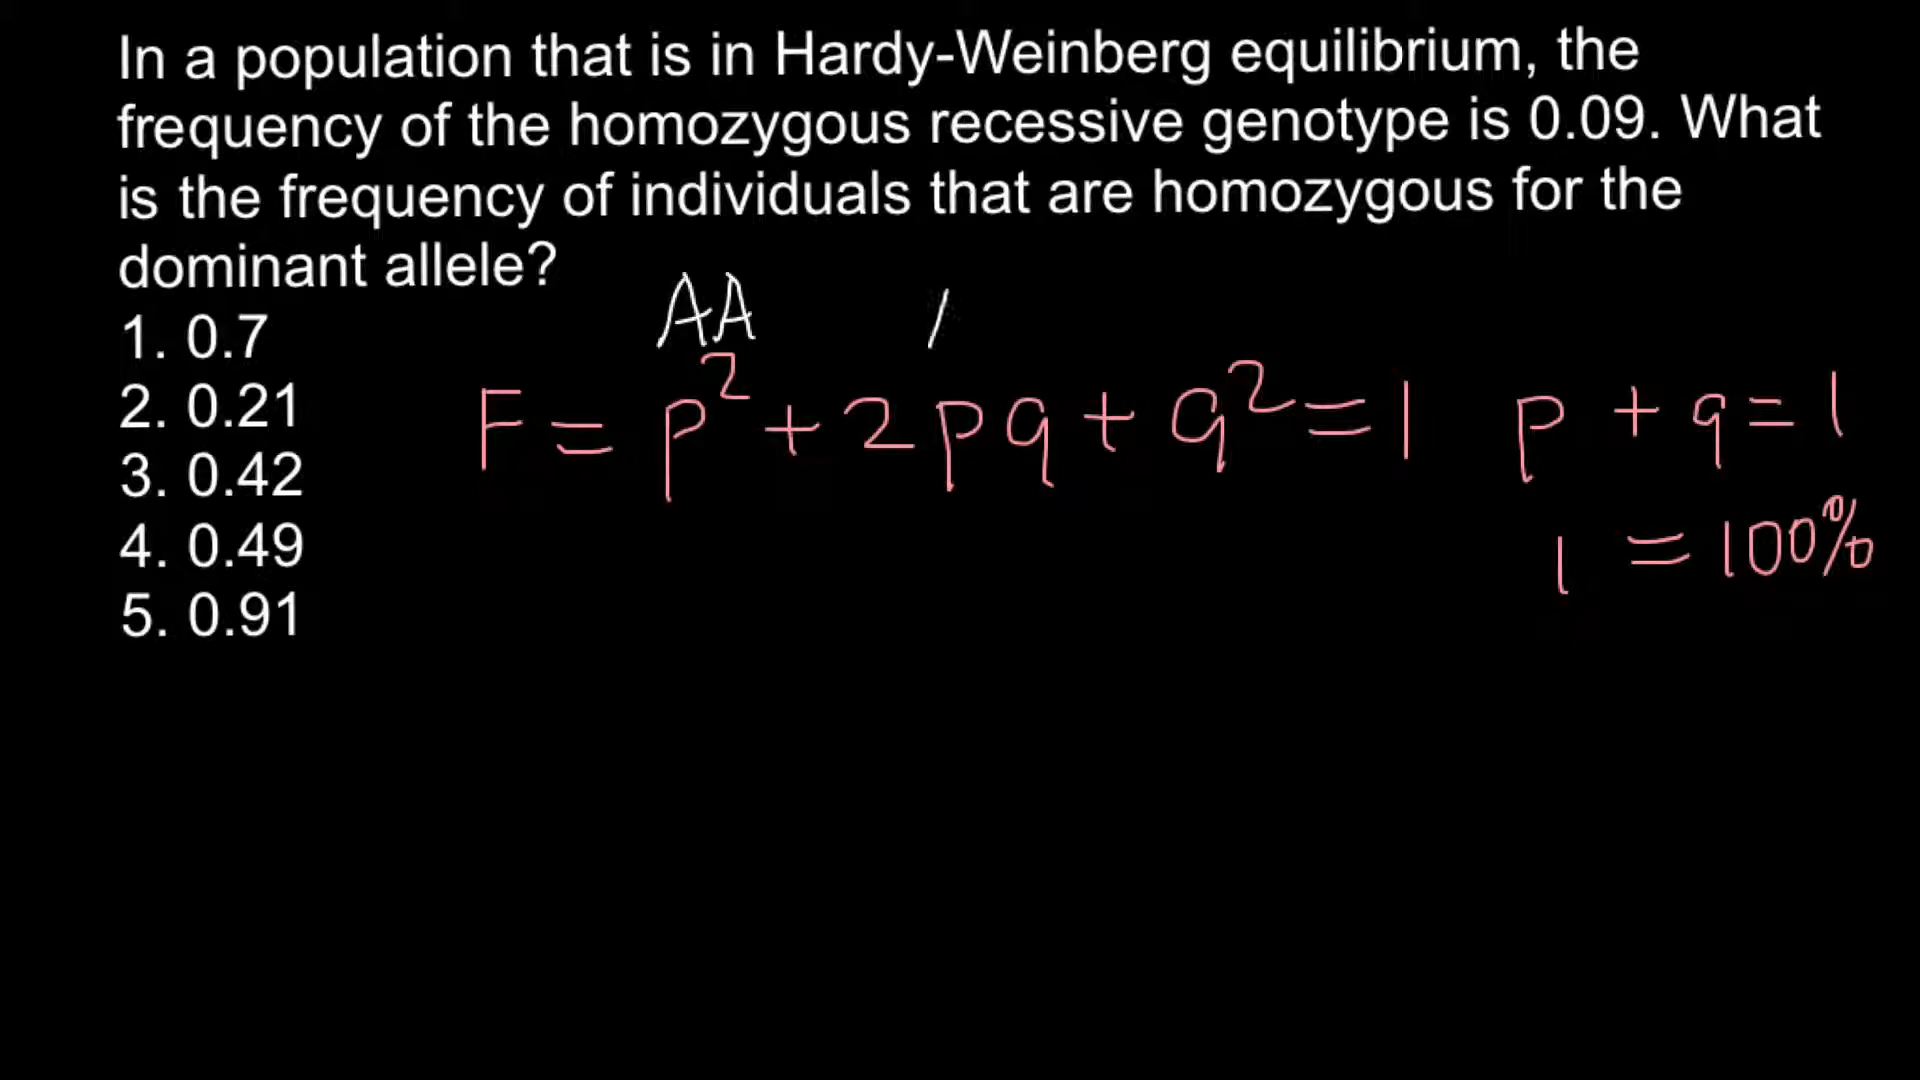 In a population that is in Hardy-Weinberg equilibrium, the
frequency of the homozygous recessive genotype is 0.09. What
is the frequency of individuals that are homozygous for the
dominant allele?
AA
1. 0.7
2. 0.21
F = p² + 2pq + q² = 1 p + q = 1
3. 0.42
4. 0.49
1 = 100%
5. 0.91